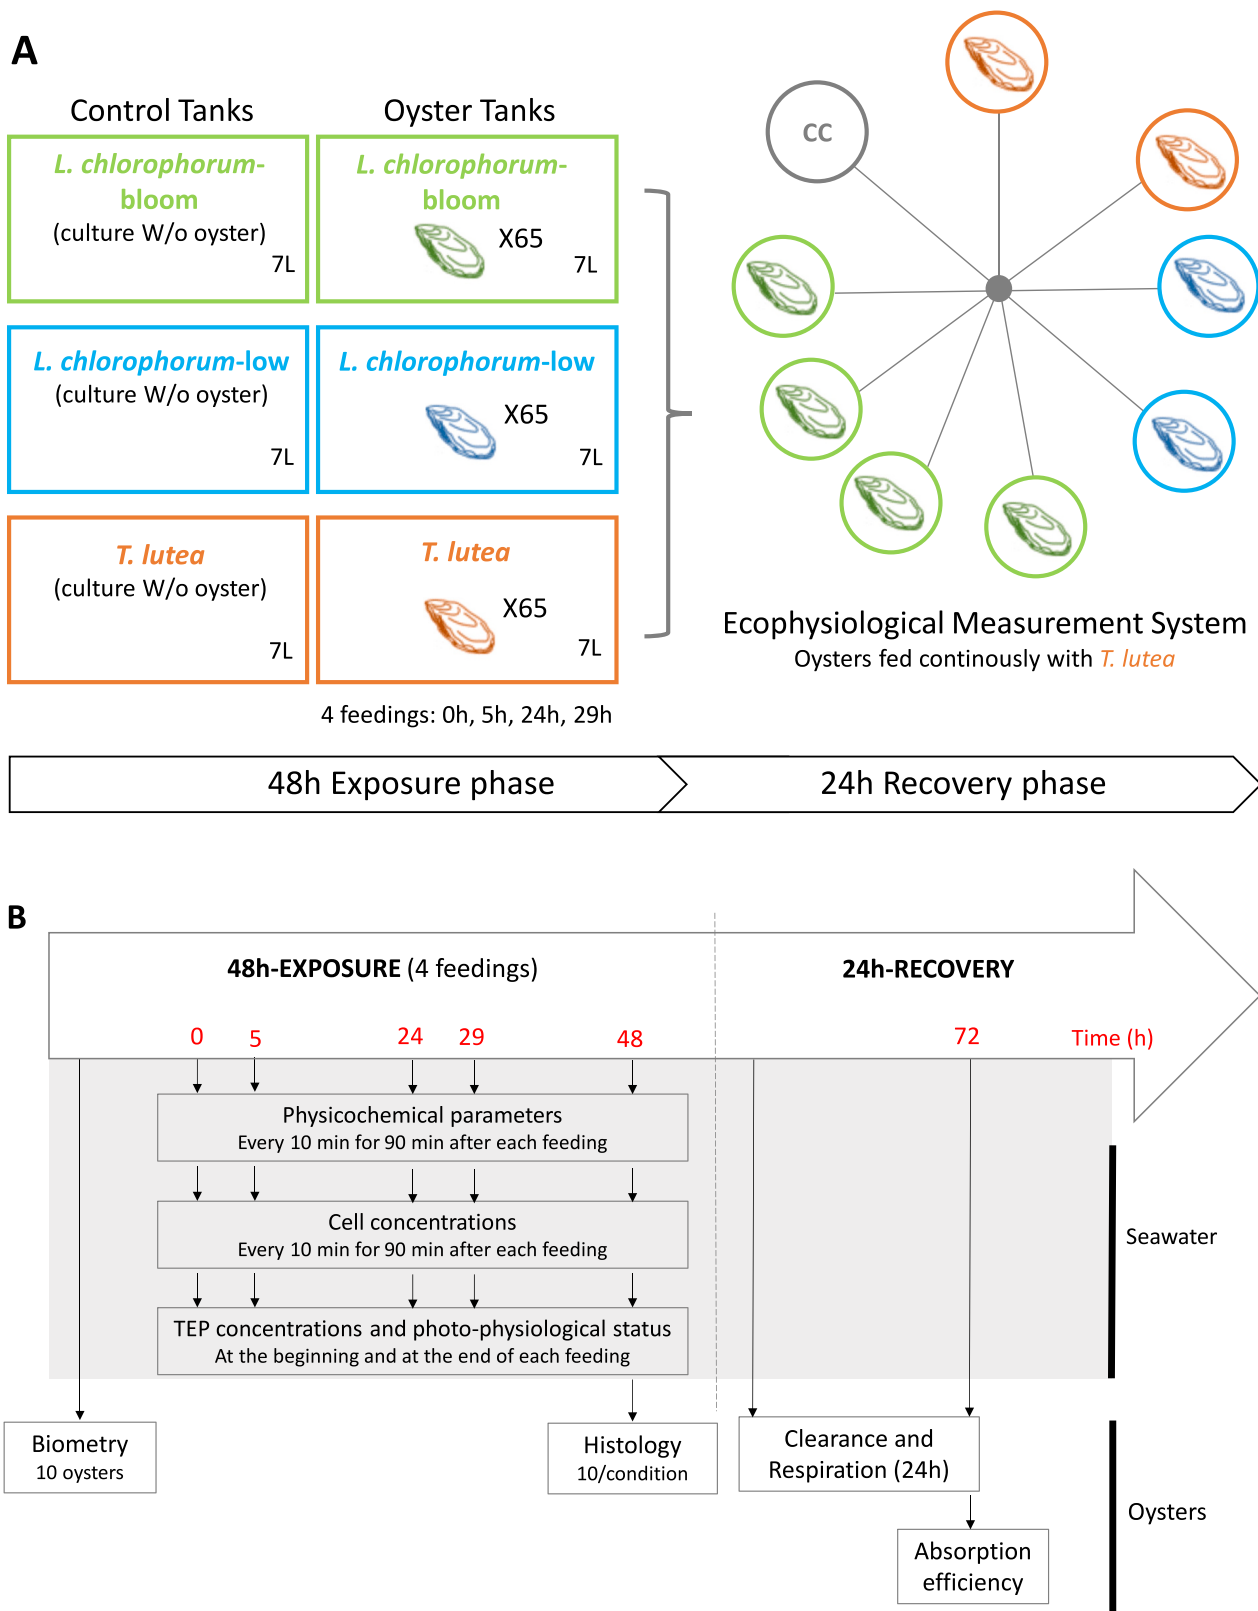 A
Control Tanks
Oyster Tanks
L. chlorophorum-
bloom
(culture W/o oyster)
7L
L. chlorophorum-
bloom
X65
7L
L. chlorophorum-low
(culture W/o oyster)
7L
L. chlorophorum-low
X65
7L
T. lutea
(culture W/o oyster)
7L
T. lutea
X65
7L
4 feedings: 0h, 5h, 24h, 29h
CC
Ecophysiological Measurement System
Oysters fed continously with T. lutea
48h Exposure phase
24h Recovery phase
B
48h-EXPOSURE (4 feedings)
24h-RECOVERY
0
5
24
29
48
72
Time (h)
Physicochemical parameters
Every 10 min for 90 min after each feeding
Cell concentrations
Every 10 min for 90 min after each feeding
TEP concentrations and photo-physiological status
At the beginning and at the end of each feeding
Seawater
Biometry
10 oysters
Histology
10/condition
Clearance and
Respiration (24h)
Absorption
efficiency
Oysters